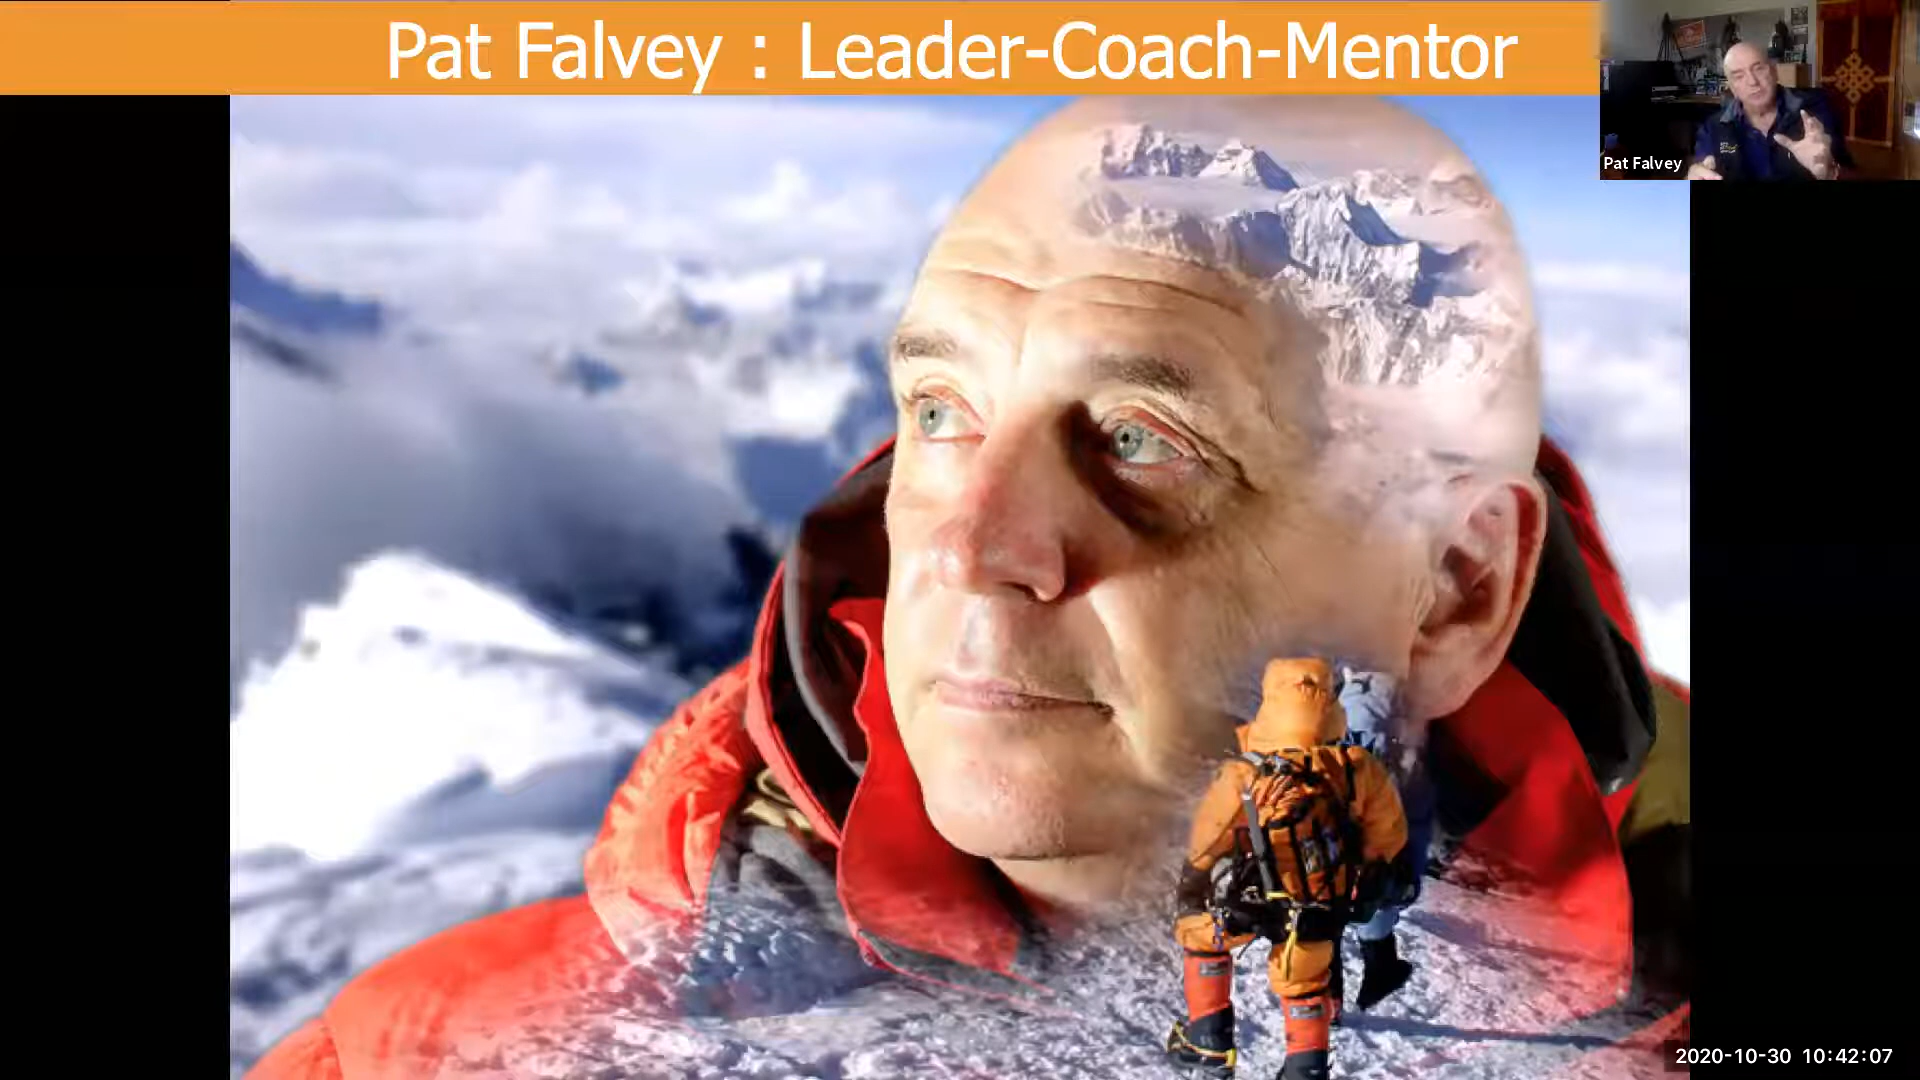 Pat Falvey : Leader-Coach-Mentor
Pat Falvey
2020-10-30 10:42:07